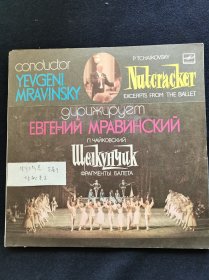 conductor
YEVGENI
MRAVINSKY
P. TCHAIKOVSKY
Nutcracker
EXCERPTS FROM THE BALLET
дирижирует
ЕВГЕНИЙ МРАВИНСКИЙ
П. ЧАЙКОВСКИЙ
Щелкунчик
ФРАГМЕНТЫ БАЛЕТА